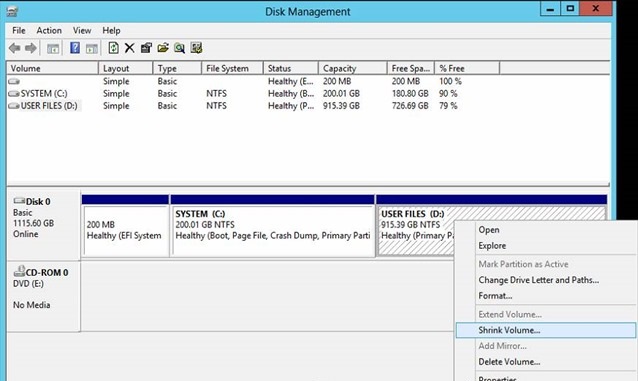 Disk Management
File Action View Help
Volume Layout Type File System Status Capacity Free Spa... % Free
Simple Basic Healthy (E... 200 MB 200 MB 100 %
SYSTEM (C:) Simple Basic NTFS Healthy (B... 200.01 GB 180.80 GB 90 %
USER FILES (D:) Simple Basic NTFS Healthy (P... 915.39 GB 726.69 GB 79 %
Disk 0
Basic
1115.60 GB
Online
200 MB
Healthy (EFI System
SYSTEM (C:)
200.01 GB NTFS
Healthy (Boot, Page File, Crash Dump, Primary Parti
USER FILES (D:)
915.39 GB NTFS
Healthy (Primary P
CD-ROM 0
DVD (E:)
No Media
Open
Explore
Mark Partition as Active
Change Drive Letter and Paths...
Format...
Extend Volume...
Shrink Volume...
Add Mirror...
Delete Volume...
Properties